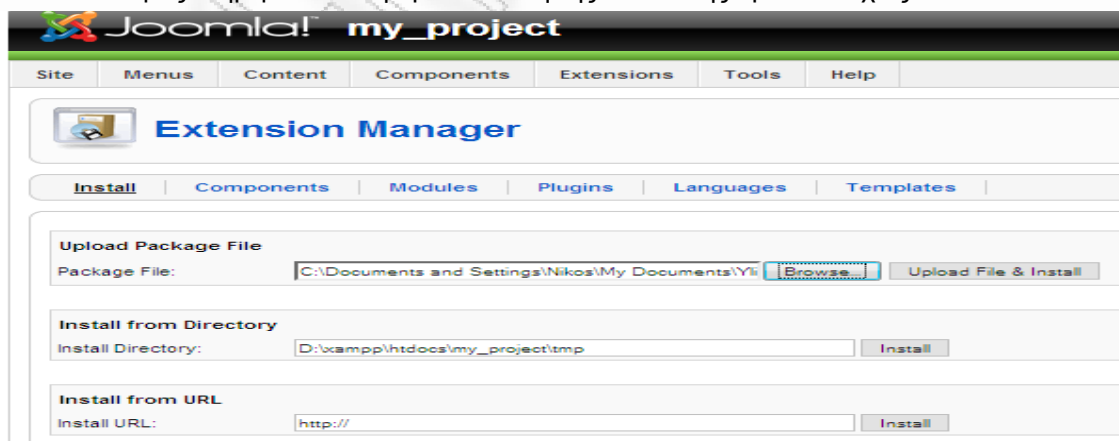 Joomla! my_project
Site Menus Content Components Extensions Tools Help
Extension Manager
Install Components Modules Plugins Languages Templates
Upload Package File
Package File: C:\Documents and Settings\Nikos\My Documents\Yli Browse... Upload File & Install
Install from Directory
Install Directory: D:\xampp\htdocs\my_project\tmp Install
Install from URL
Install URL: http:// Install